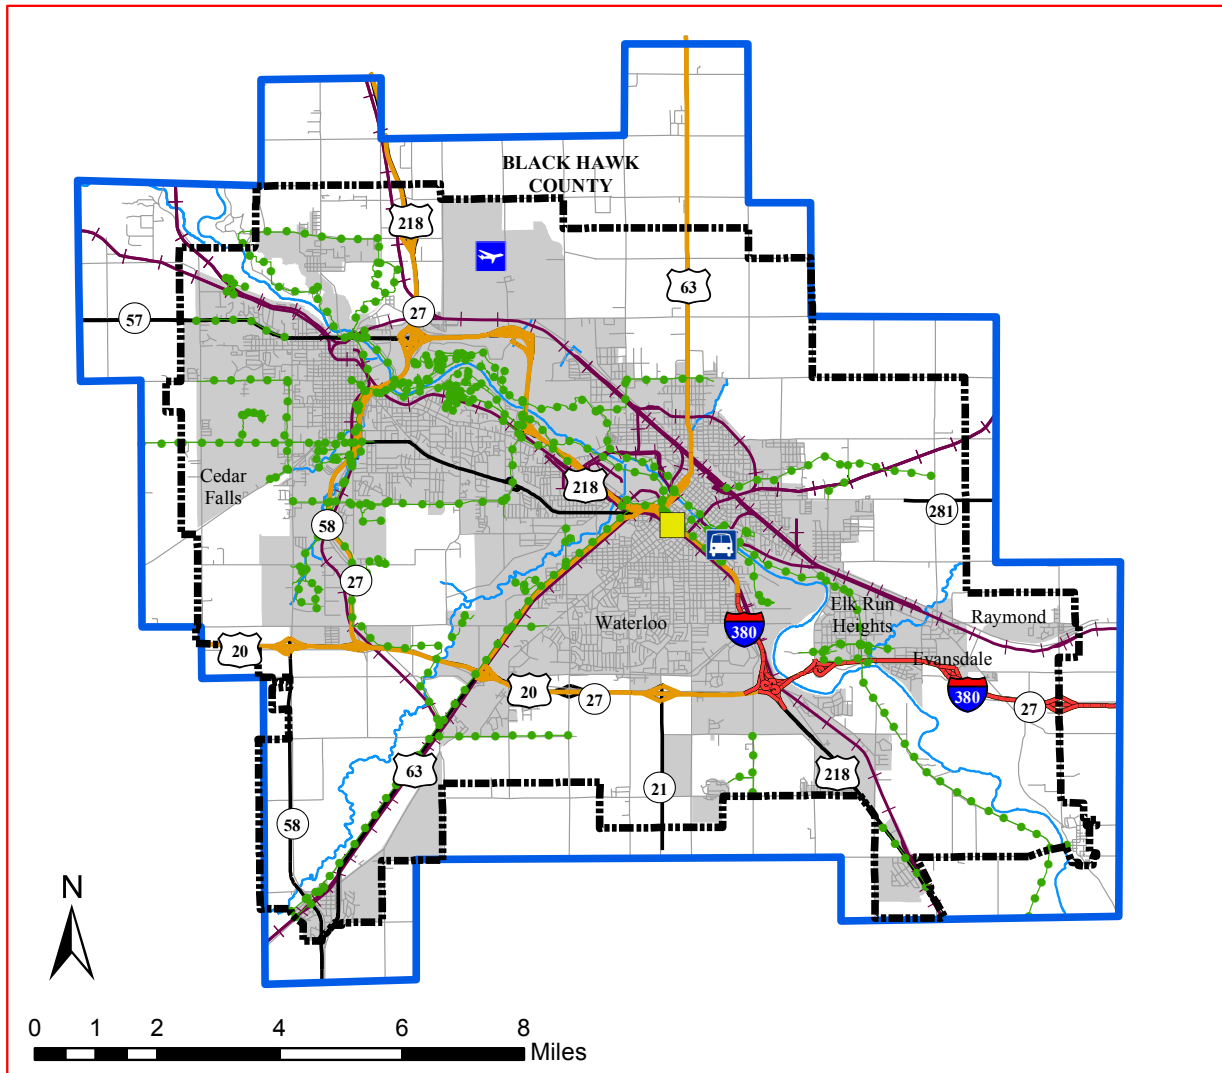 BLACK HAWK
COUNTY
218
63
27
57
Cedar
Falls
218
281
58
27
Elk Run
Heights
Raymond
Waterloo
380
20
Evansdale
20
27
380
27
63
218
21
58
N
0 1 2 4 6 8
Miles